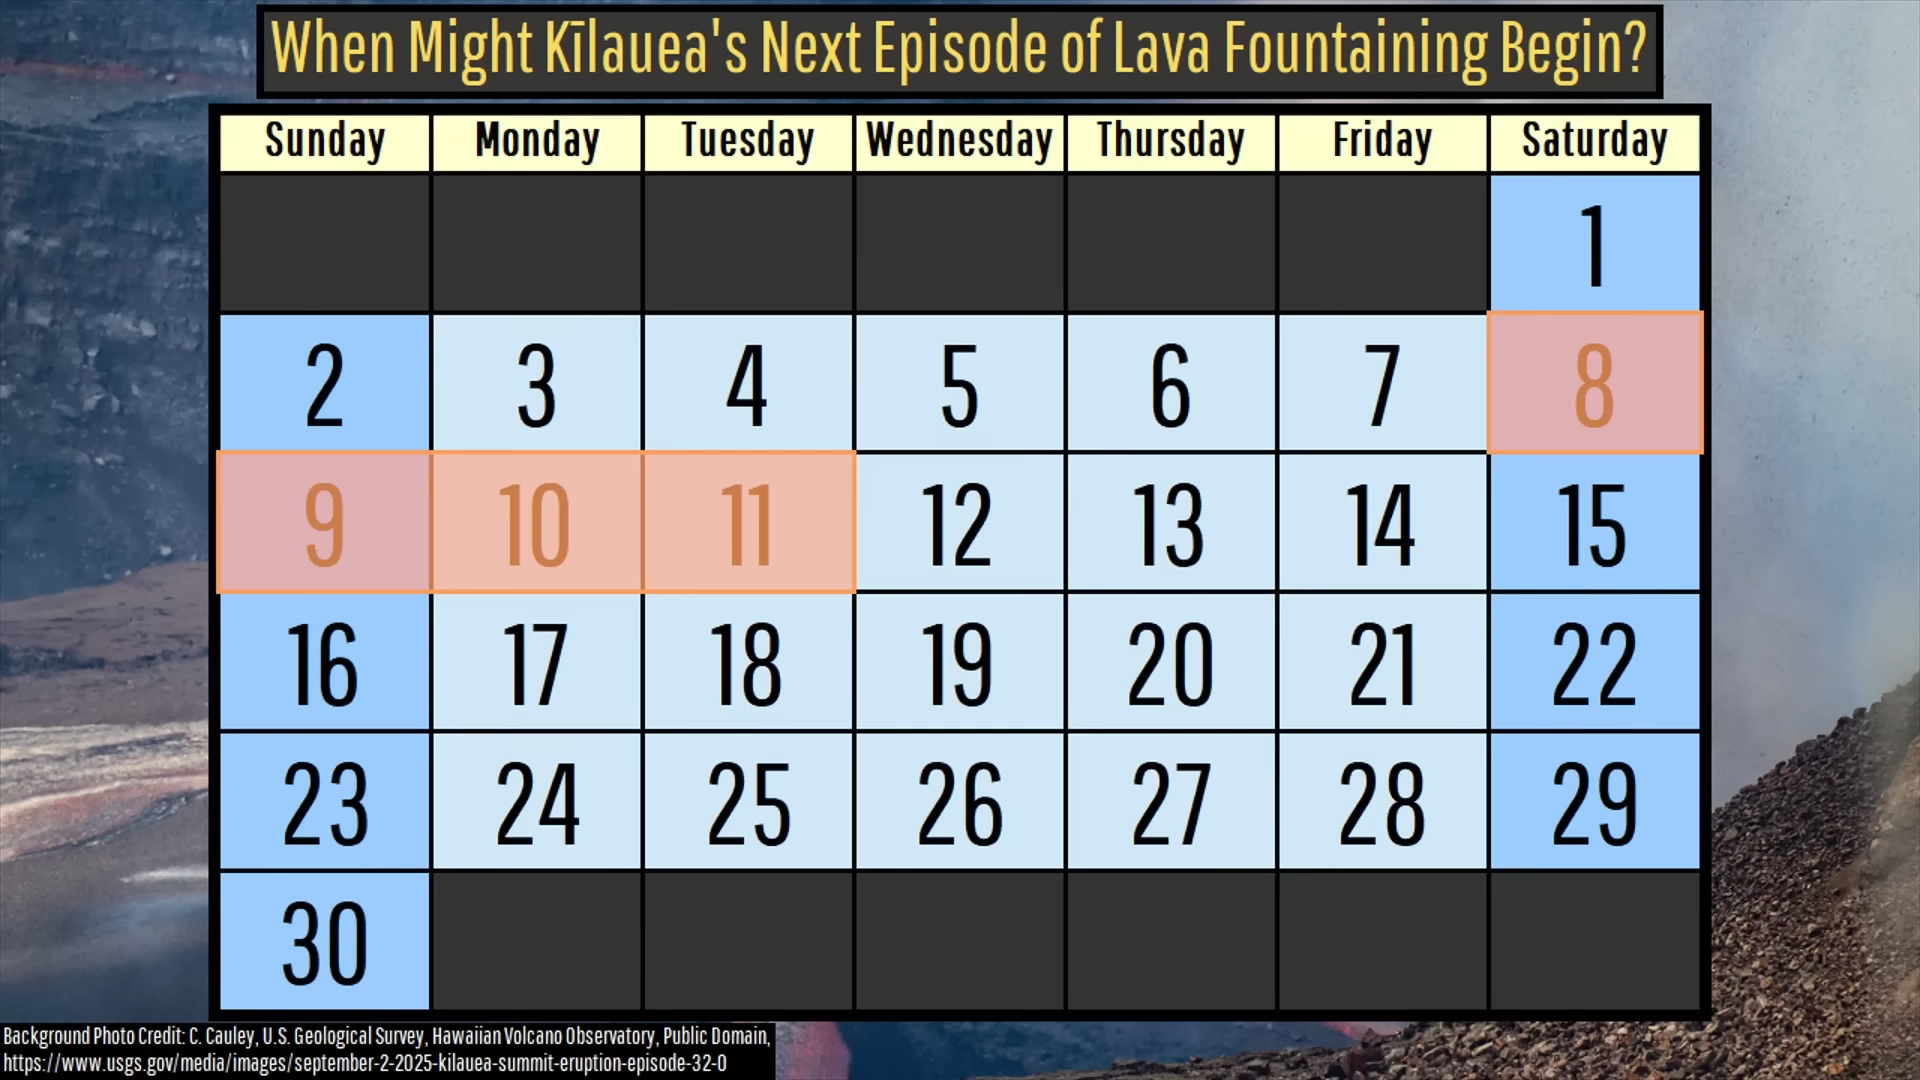 When Might Kīlauea's Next Episode of Lava Fountaining Begin?
Sunday Monday Tuesday Wednesday Thursday Friday Saturday
1
2 3 4 5 6 7 8
9 10 11 12 13 14 15
16 17 18 19 20 21 22
23 24 25 26 27 28 29
30
Background Photo Credit: C. Cauley, U.S. Geological Survey, Hawaiian Volcano Observatory, Public Domain,
https://www.usgs.gov/media/images/september-2-2025-kilauea-summit-eruption-episode-32-0